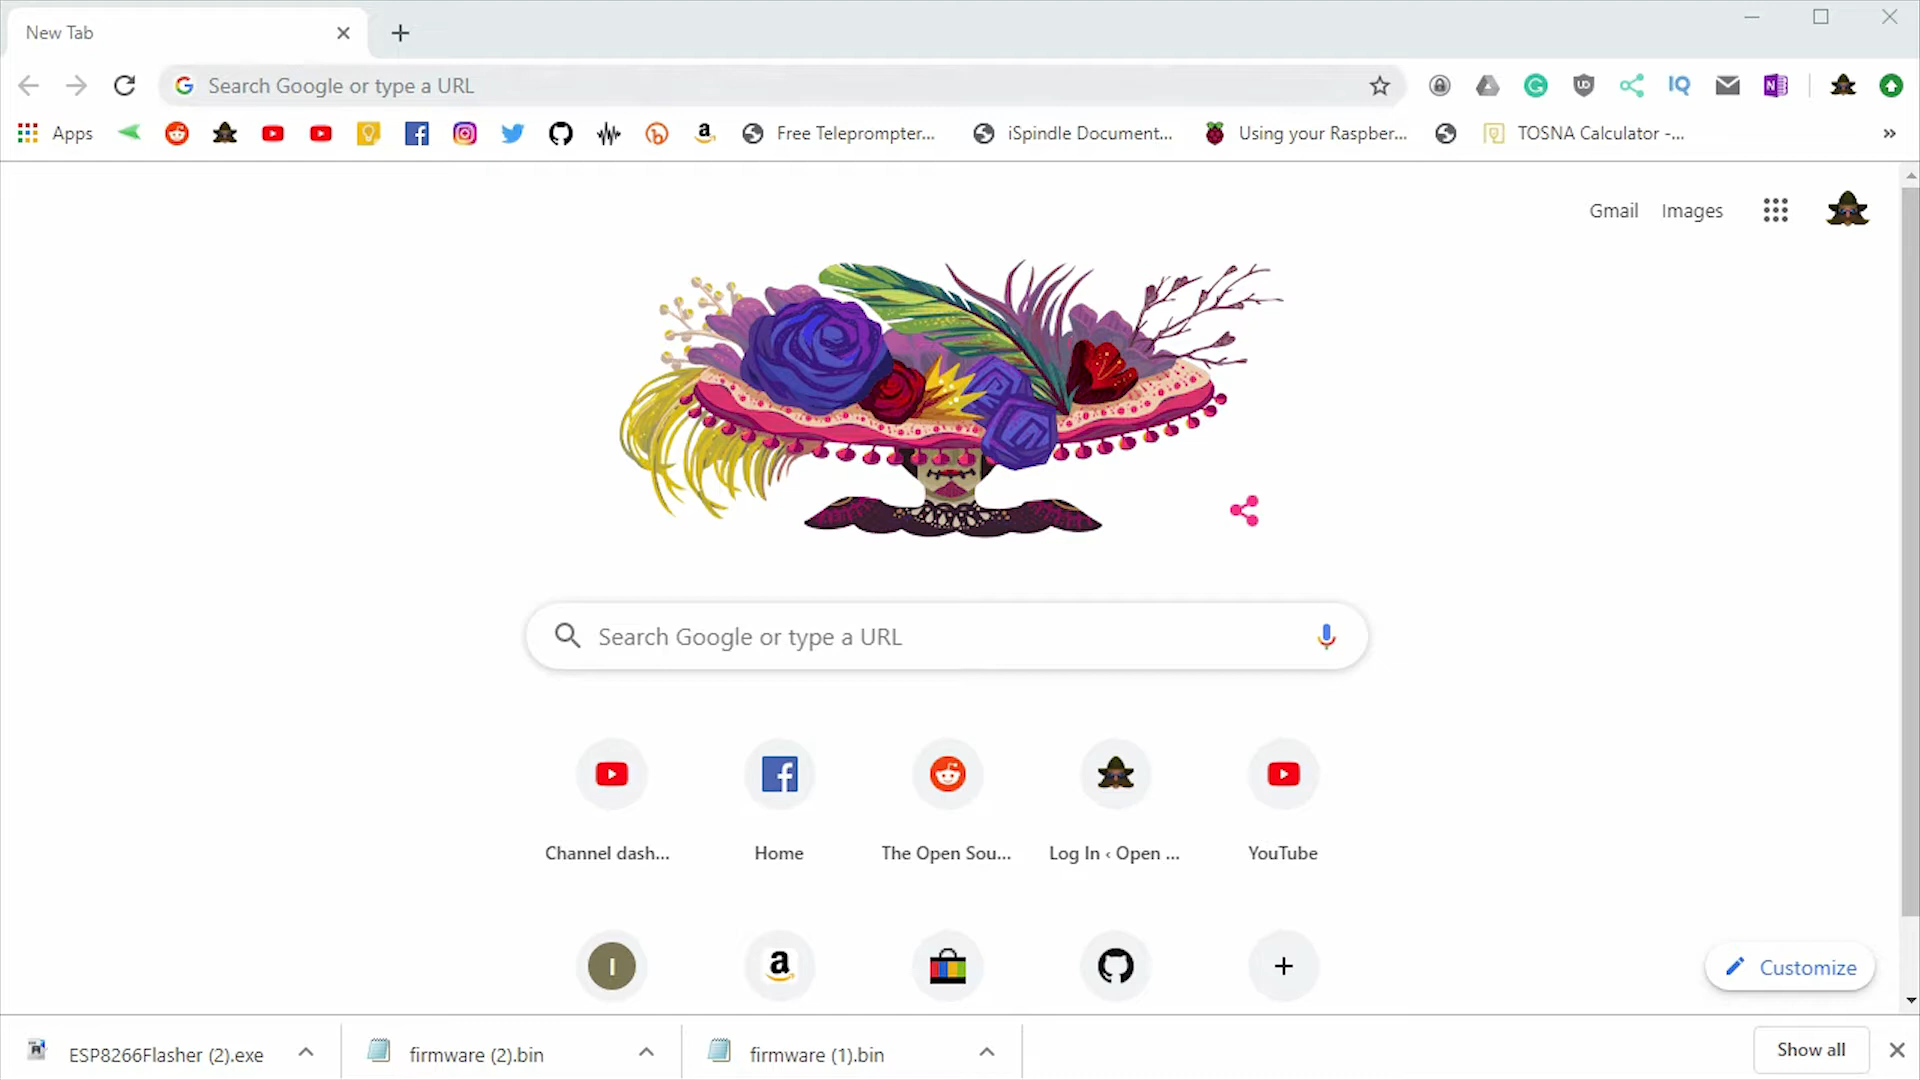 New Tab
Search Google or type a URL
IQ
Apps
Free Teleprompter...
iSpindle Document...
Using your Raspber...
TOSNA Calculator -...
»
Gmail
Images
Search Google or type a URL
Channel dash...
Home
The Open Sou...
Log In ‹ Open ...
YouTube
I
a
Customize
ESP8266Flasher (2).exe
firmware (2).bin
firmware (1).bin
Show all